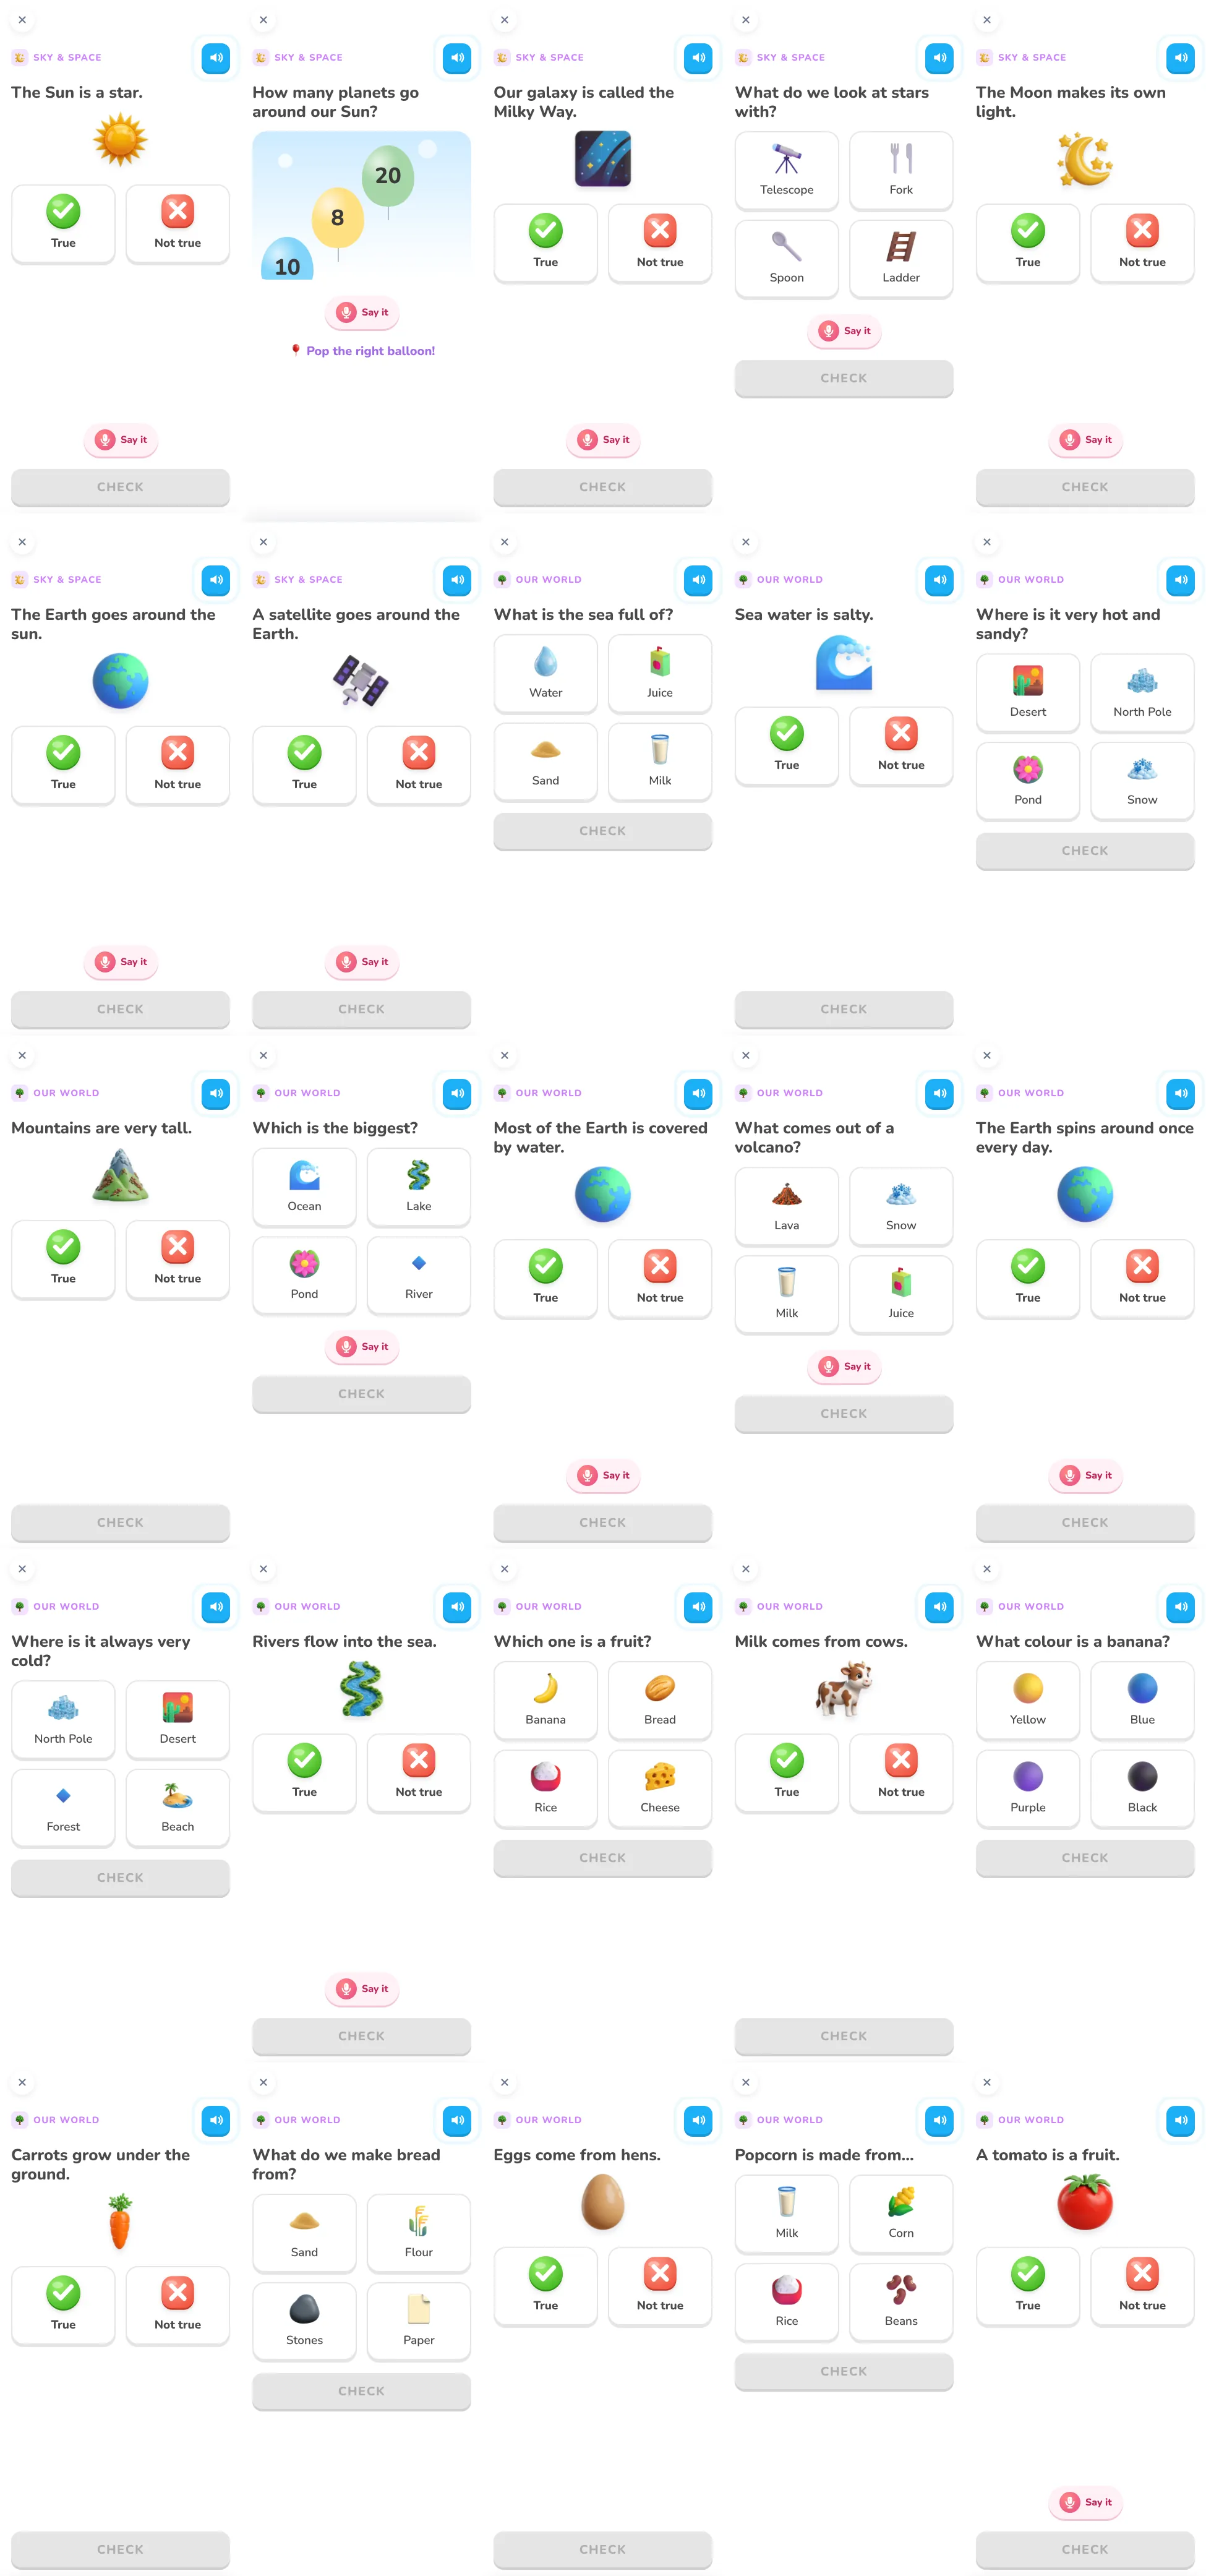 SKY & SPACE
The Sun is a star.
True
Not true
Say it
CHECK
SKY & SPACE
How many planets go
around our Sun?
20
8
10
Say it
Pop the right balloon!
SKY & SPACE
Our galaxy is called the
Milky Way.
True
Not true
Say it
CHECK
SKY & SPACE
What do we look at stars
with?
Telescope
Fork
Spoon
Ladder
Say it
CHECK
SKY & SPACE
The Moon makes its own
light.
True
Not true
Say it
CHECK
SKY & SPACE
The Earth goes around the
sun.
True
Not true
Say it
CHECK
SKY & SPACE
A satellite goes around the
Earth.
True
Not true
Say it
CHECK
OUR WORLD
What is the sea full of?
Water
Juice
Sand
Milk
CHECK
OUR WORLD
Sea water is salty.
True
Not true
CHECK
OUR WORLD
Where is it very hot and
sandy?
Desert
North Pole
Pond
Snow
CHECK
OUR WORLD
Mountains are very tall.
True
Not true
CHECK
OUR WORLD
Which is the biggest?
Ocean
Lake
Pond
River
Say it
CHECK
OUR WORLD
Most of the Earth is covered
by water.
True
Not true
Say it
CHECK
OUR WORLD
What comes out of a
volcano?
Lava
Snow
Milk
Juice
Say it
CHECK
OUR WORLD
The Earth spins around once
every day.
True
Not true
Say it
CHECK
OUR WORLD
Where is it always very
cold?
North Pole
Desert
Forest
Beach
CHECK
OUR WORLD
Rivers flow into the sea.
True
Not true
Say it
CHECK
OUR WORLD
Which one is a fruit?
Banana
Bread
Rice
Cheese
CHECK
OUR WORLD
Milk comes from cows.
True
Not true
CHECK
OUR WORLD
What colour is a banana?
Yellow
Blue
Purple
Black
CHECK
OUR WORLD
Carrots grow under the
ground.
True
Not true
CHECK
OUR WORLD
What do we make bread
from?
Sand
Flour
Stones
Paper
CHECK
OUR WORLD
Eggs come from hens.
True
Not true
CHECK
OUR WORLD
Popcorn is made from...
Milk
Corn
Rice
Beans
CHECK
OUR WORLD
A tomato is a fruit.
True
Not true
Say it
CHECK